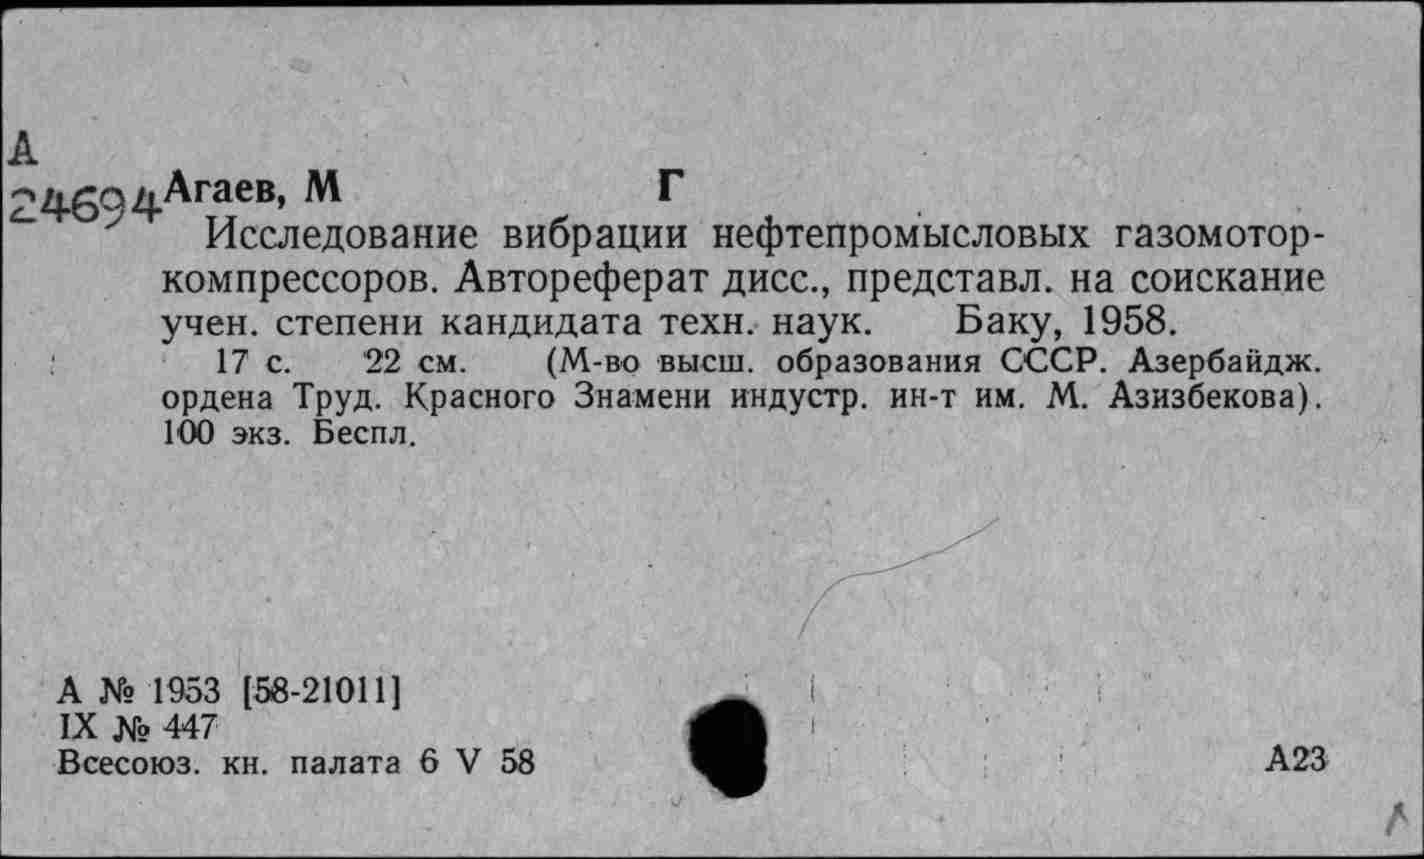 А
24694
Агаев, М Г
Исследование вибрации нефтепромысловых газомотор-
компрессоров. Автореферат дисс., представл. на соискание
учен. степени кандидата техн. наук. Баку, 1958.
17 с. 22 см. (М-во высш. образования СССР. Азербайдж.
ордена Труд. Красного Знамени индустр. ин-т им. М. Азизбекова).
100 экз. Беспл.
А № 1953 [58-21011]
IX № 447
Всесоюз. кн. палата 6 V 58
А23